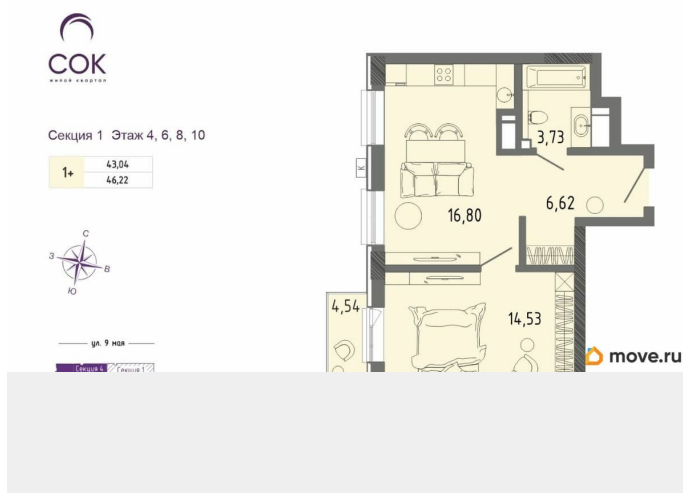 СОК
жилой квартал
Секция 1 Этаж 4, 6, 8, 10
1+
43,04
46,22
3,73
6,62
16,80
К
С
З
В
Ю
4,54
14,53
ул. 9 мая
move.ru
Секция 4
Секция 1